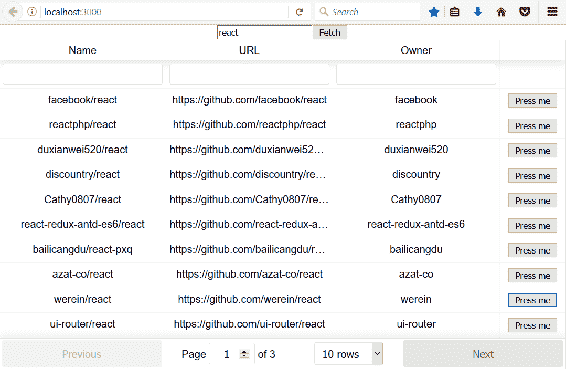 localhost:3000 Search
react Fetch
Name URL Owner
facebook/react https://github.com/facebook/react facebook Press me
reactphp/react https://github.com/reactphp/react reactphp Press me
duxianwei520/react https://github.com/duxianwei52... duxianwei520 Press me
discountry/react https://github.com/discountry/re... discountry Press me
Cathy0807/react https://github.com/Cathy0807/re... Cathy0807 Press me
react-redux-antd-es6/react https://github.com/react-redux-a... react-redux-antd-es6 Press me
bailicangdu/react-pxq https://github.com/bailicangdu/r... bailicangdu Press me
azat-co/react https://github.com/azat-co/react azat-co Press me
werein/react https://github.com/werein/react werein Press me
ui-router/react https://github.com/ui-router/react ui-router Press me
Previous Page 1 of 3 10 rows Next